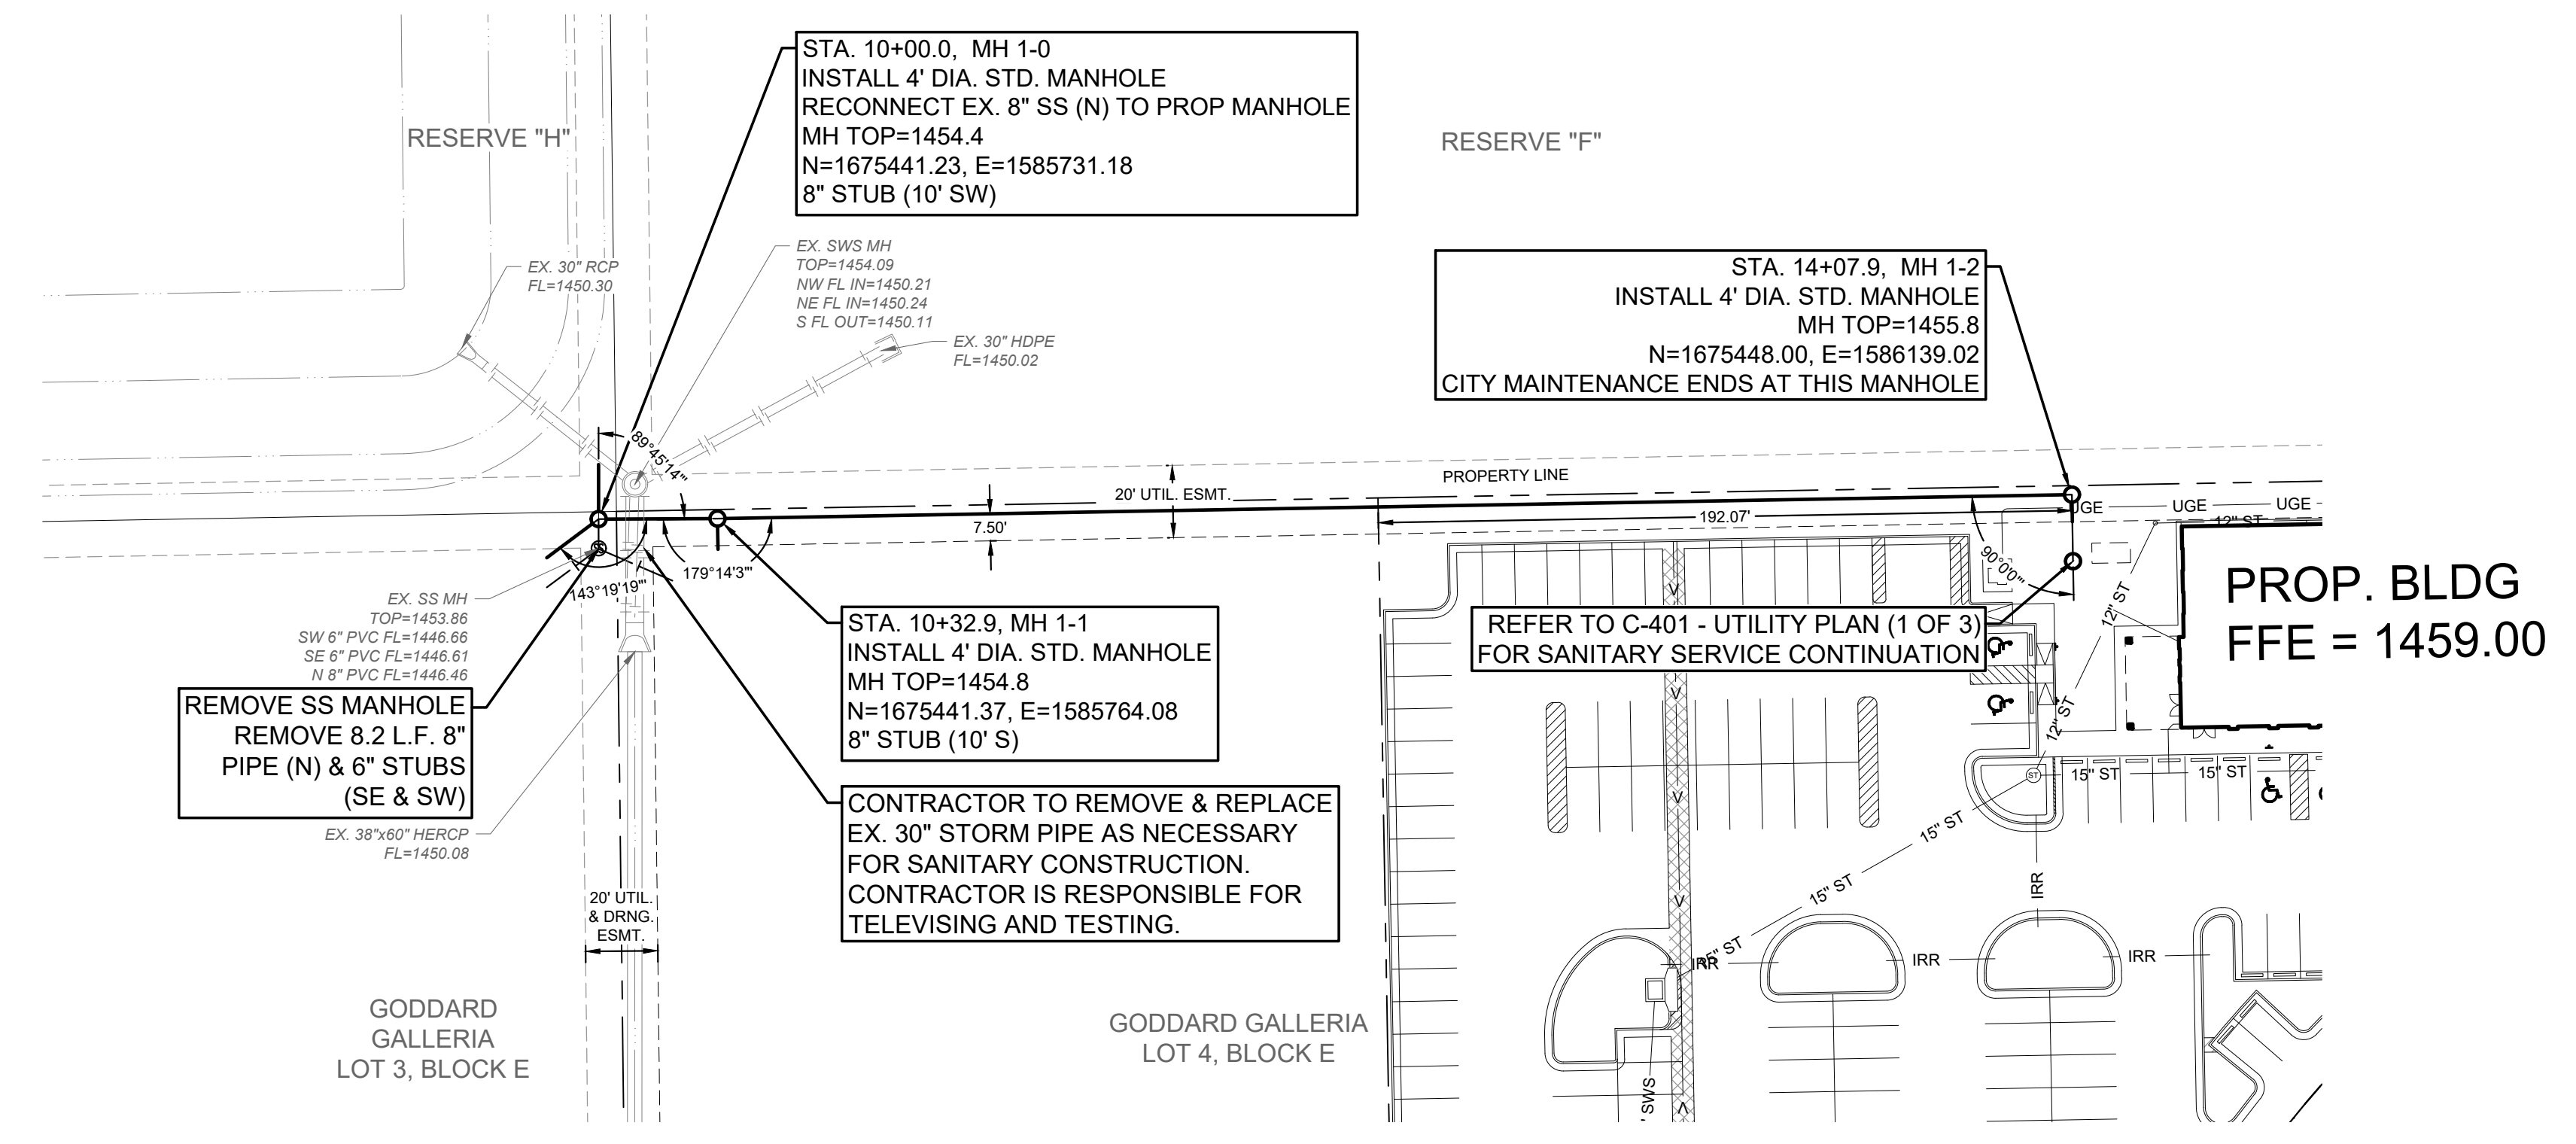 STA. 10+00.0,  MH 1-0
INSTALL 4' DIA. STD. MANHOLE
RECONNECT EX. 8" SS (N) TO PROP MANHOLE
MH TOP=1454.4
N=1675441.23, E=1585731.18
8" STUB (10' SW)
RESERVE "H"
RESERVE "F"
EX. 30" RCP
FL=1450.30
EX. SWS MH
TOP=1454.09
NW FL IN=1450.21
NE FL IN=1450.24
S FL OUT=1450.11
EX. 30" HDPE
FL=1450.02
STA. 14+07.9,  MH 1-2
INSTALL 4' DIA. STD. MANHOLE
MH TOP=1455.8
N=1675448.00, E=1586139.02
CITY MAINTENANCE ENDS AT THIS MANHOLE
89°45'14"
PROPERTY LINE
20' UTIL. ESMT.
7.50'
192.07'
UGE
UGE
UGE
12" ST
90°0'0"
179°14'3"
143°19'19"
12" ST
12" ST
PROP. BLDG
FFE = 1459.00
EX. SS MH
TOP=1453.86
SW 6" PVC FL=1446.66
SE 6" PVC FL=1446.61
N 8" PVC FL=1446.46
REMOVE SS MANHOLE
REMOVE 8.2 L.F. 8"
PIPE (N) & 6" STUBS
(SE & SW)
EX. 38"x60" HERCP
FL=1450.08
STA. 10+32.9, MH 1-1
INSTALL 4' DIA. STD. MANHOLE
MH TOP=1454.8
N=1675441.37, E=1585764.08
8" STUB (10' S)
REFER TO C-401 - UTILITY PLAN (1 OF 3)
FOR SANITARY SERVICE CONTINUATION
CONTRACTOR TO REMOVE & REPLACE
EX. 30" STORM PIPE AS NECESSARY
FOR SANITARY CONSTRUCTION.
CONTRACTOR IS RESPONSIBLE FOR
TELEVISING AND TESTING.
20' UTIL.
& DRNG.
ESMT.
V
V
V
V
V
ST
15" ST
15" ST
15" ST
15" ST
15" ST
IRR
IRR
IRR
IRR
' SWS
GODDARD
GALLERIA
LOT 3, BLOCK E
GODDARD GALLERIA
LOT 4, BLOCK E